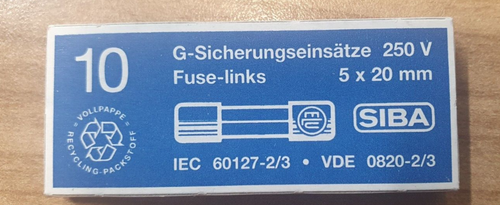 10
G-Sicherungseinsätze 250 V
Fuse-links 5 x 20 mm
SIBA
VOLLPAPPE
RECYCLING-PACKSTOFF
IEC 60127-2/3 • VDE 0820-2/3